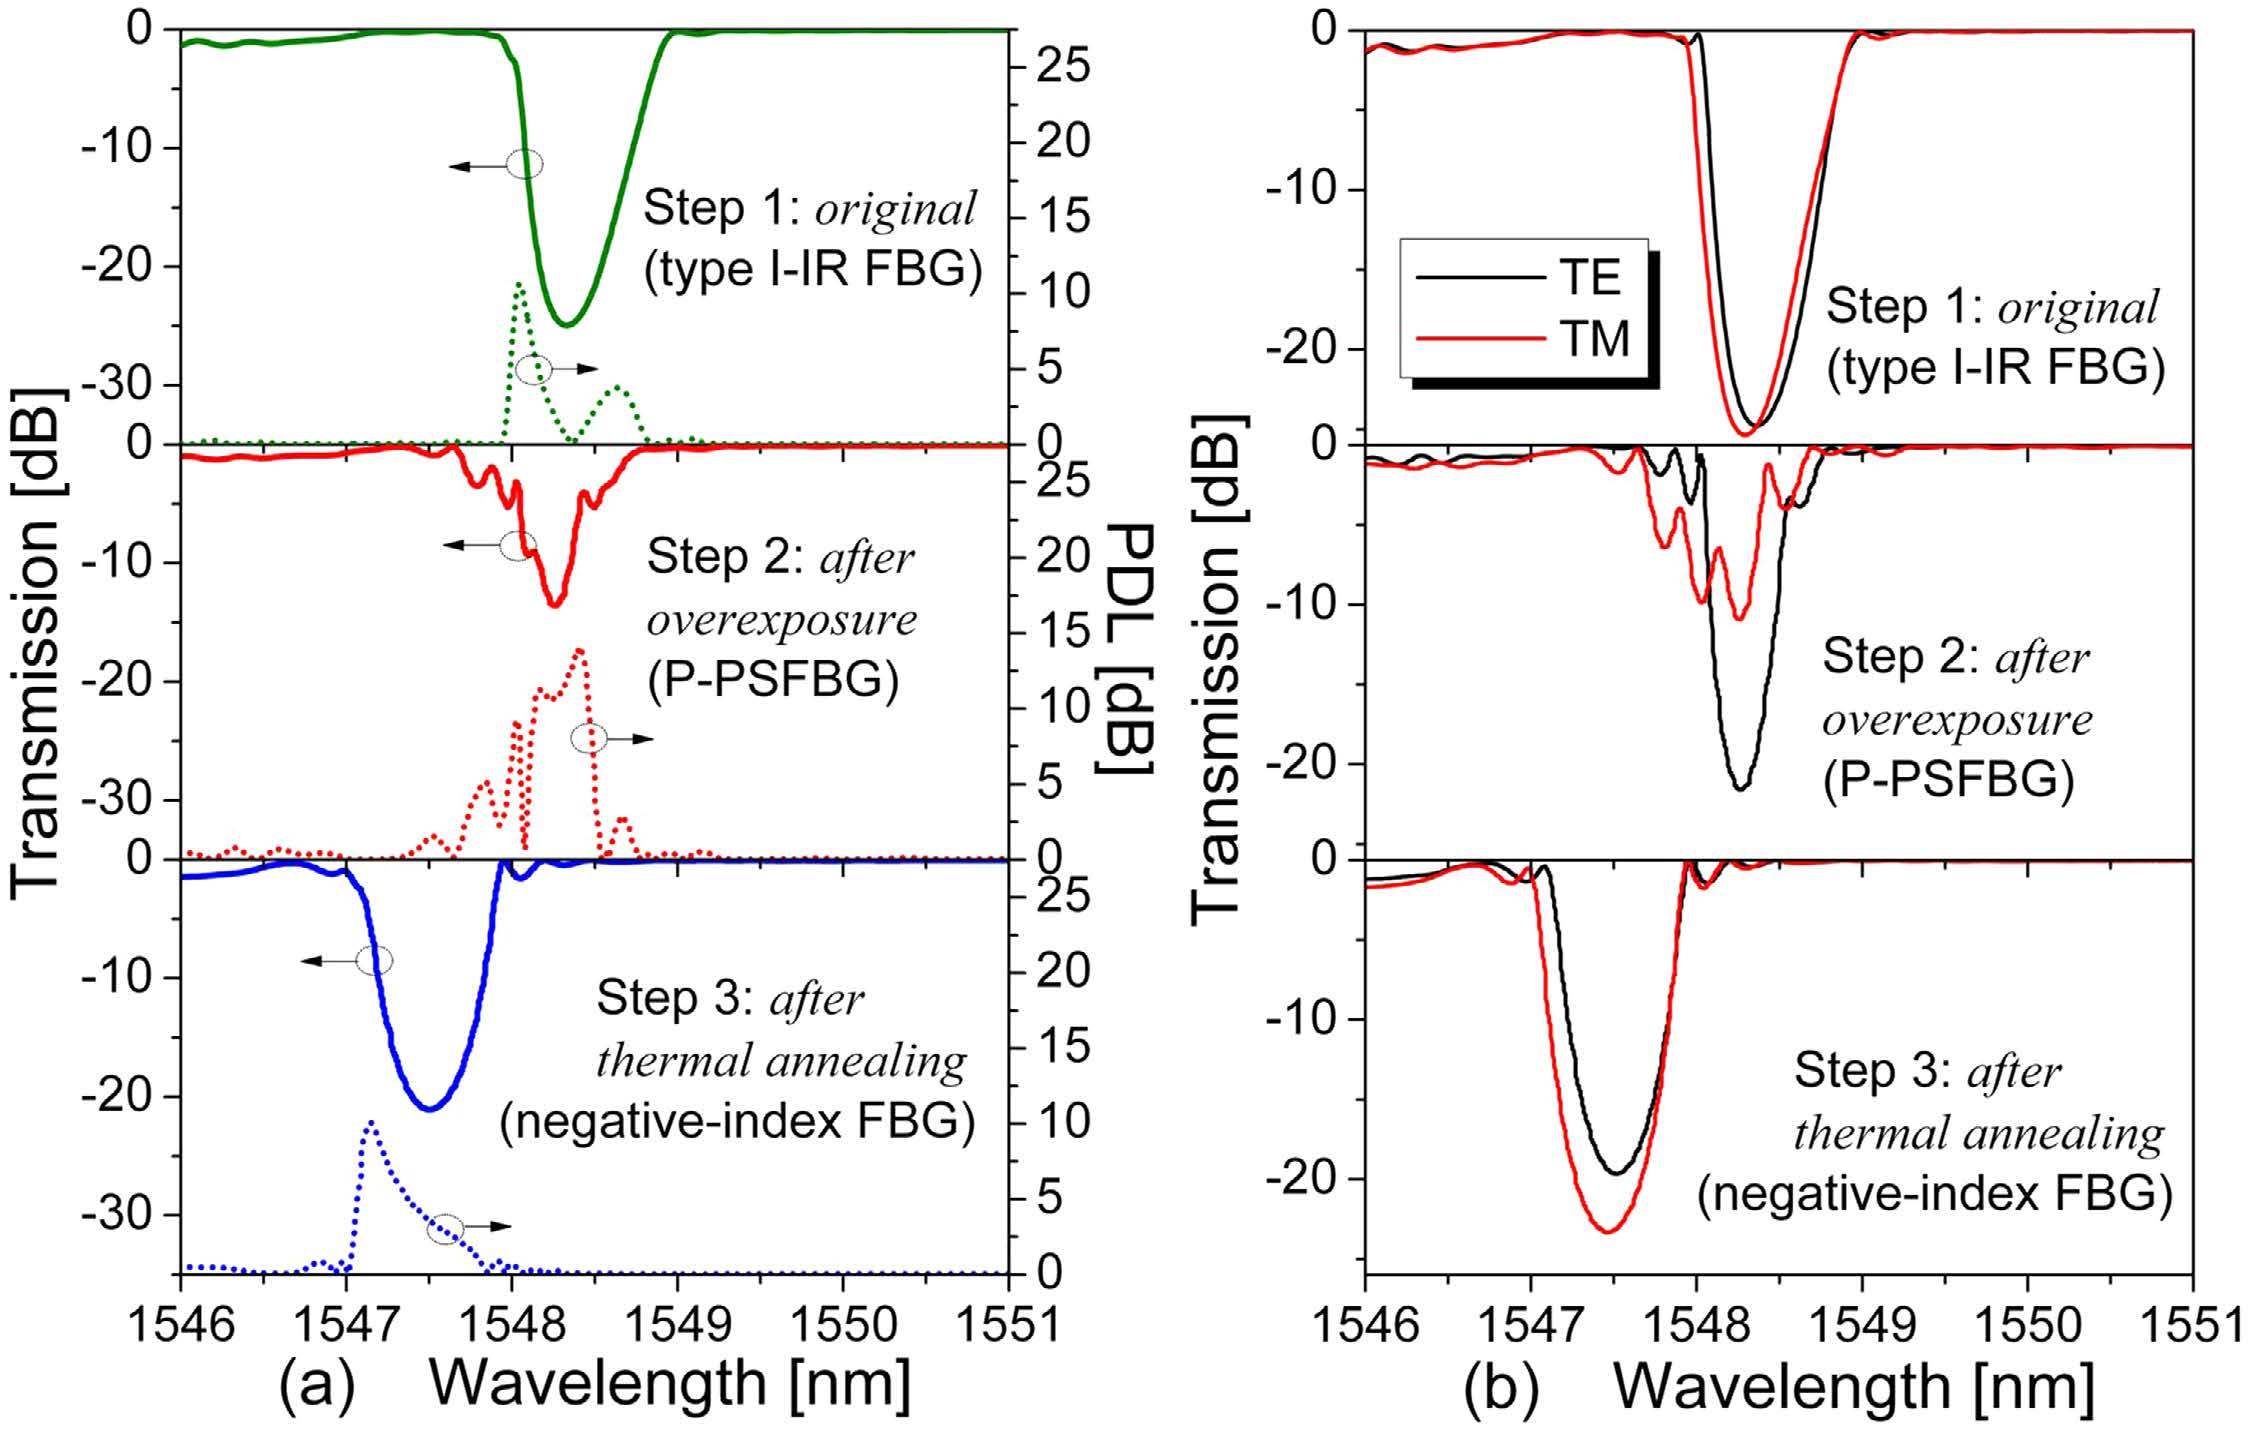 0
-10
-20
-30
0
-10
-20
-30
0
-10
-20
-30
Transmission [dB]
25
20
15
10
5
0
25
20
15
10
5
0
25
20
15
10
5
0
PDL [dB]
Step 1: original
(type I-IR FBG)
Step 2: after
overexposure
(P-PSFBG)
Step 3: after
thermal annealing
(negative-index FBG)
1546 1547 1548 1549 1550 1551
(a) Wavelength [nm]
0
-10
-20
0
-10
-20
0
-10
-20
Transmission [dB]
TE
TM
Step 1: original
(type I-IR FBG)
Step 2: after
overexposure
(P-PSFBG)
Step 3: after
thermal annealing
(negative-index FBG)
1546 1547 1548 1549 1550 1551
(b) Wavelength [nm]